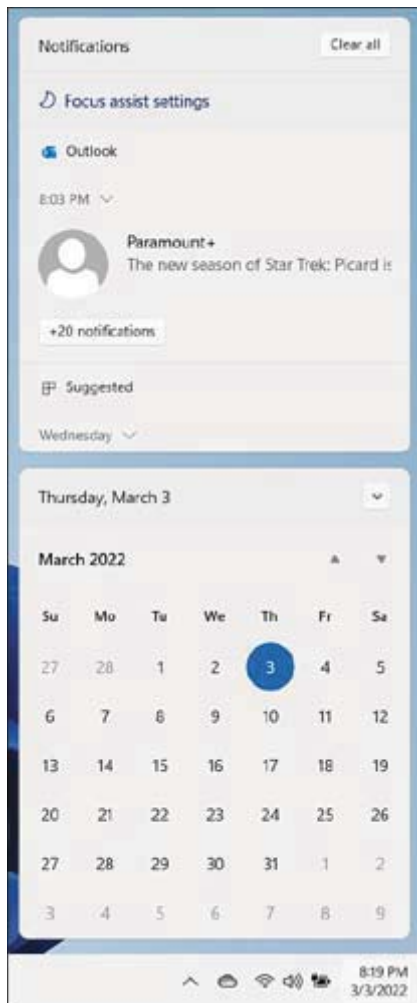 Notifications
Clear all
Focus assist settings
Outlook
8:03 PM
Paramount+
The new season of Star Trek: Picard is
+20 notifications
Suggested
Wednesday
Thursday, March 3
March 2022
Su Mo Tu We Th Fr Sa
27 28 1 2 3 4 5
6 7 8 9 10 11 12
13 14 15 16 17 18 19
20 21 22 23 24 25 26
27 28 29 30 31 1 2
3 4 5 6 7 8 9
8:19 PM
3/3/2022